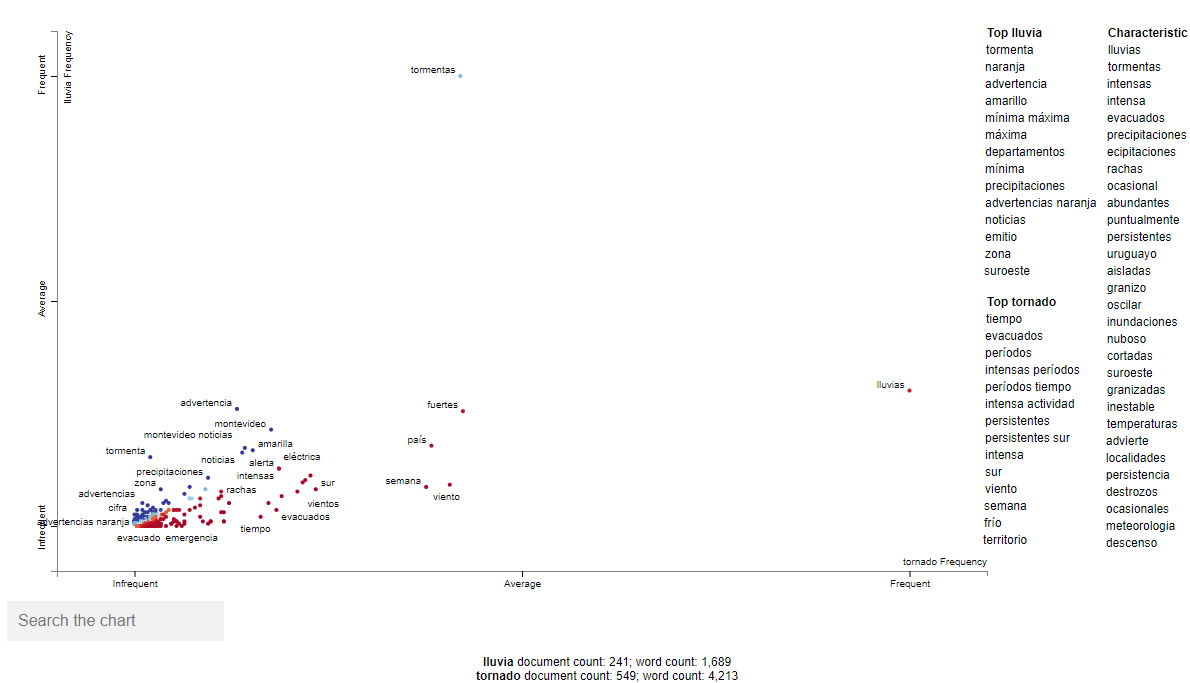 Frequent
lluvia Frequency
Average
Infrequent
tormentas
lluvias
advertencia
fuertes
montevideo
montevideo noticias
país
amarilla
tormenta
noticias
eléctrica
alerta
precipitaciones
intensas
zona
semana
sur
advertencias
rachas
viento
cifra
vientos
advertencias naranja
evacuados
tiempo
evacuado
emergencia
tornado Frequency
Infrequent
Average
Frequent
Top lluvia
tormenta
naranja
advertencia
amarillo
mínima máxima
máxima
departamentos
mínima
precipitaciones
advertencias naranja
noticias
emitio
zona
suroeste
Top tornado
tiempo
evacuados
períodos
intensas períodos
períodos tiempo
intensa actividad
persistentes
persistentes sur
intensa
sur
viento
semana
frío
territorio
Characteristic
lluvias
tormentas
intensas
intensa
evacuados
precipitaciones
ecipitaciones
rachas
ocasional
abundantes
puntualmente
persistentes
uruguayo
aisladas
granizo
oscilar
inundaciones
nuboso
cortadas
suroeste
granizadas
inestable
temperaturas
advierte
localidades
persistencia
destrozos
ocasionales
meteorologia
descenso
Search the chart
lluvia document count: 241; word count: 1,689
tornado document count: 549; word count: 4,213